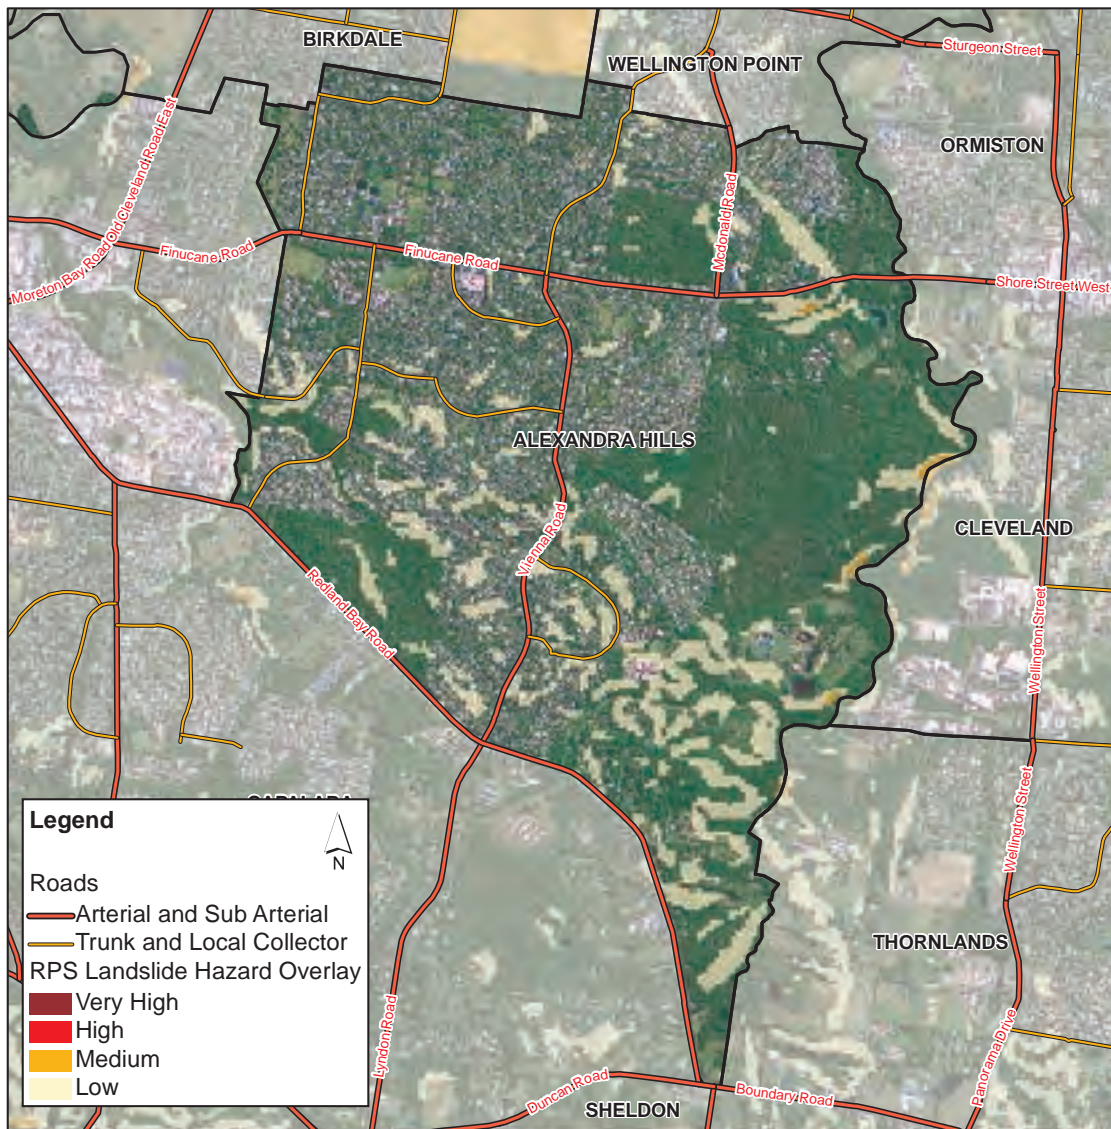 BIRKDALE
WELLINGTON POINT
Sturgeon Street
ORMISTON
Moreton Bay Road
Old Cleveland Road East
Finucane Road
Finucane Road
Mcdonald Road
Shore Street West
ALEXANDRA HILLS
Vienna Road
CLEVELAND
Redland Bay Road
Wellington Street
Wellington Street
THORNLANDS
Lyndon Road
Panorama Drive
Duncan Road
Boundary Road
SHELDON
Legend
N
Roads
Arterial and Sub Arterial
Trunk and Local Collector
RPS Landslide Hazard Overlay
Very High
High
Medium
Low